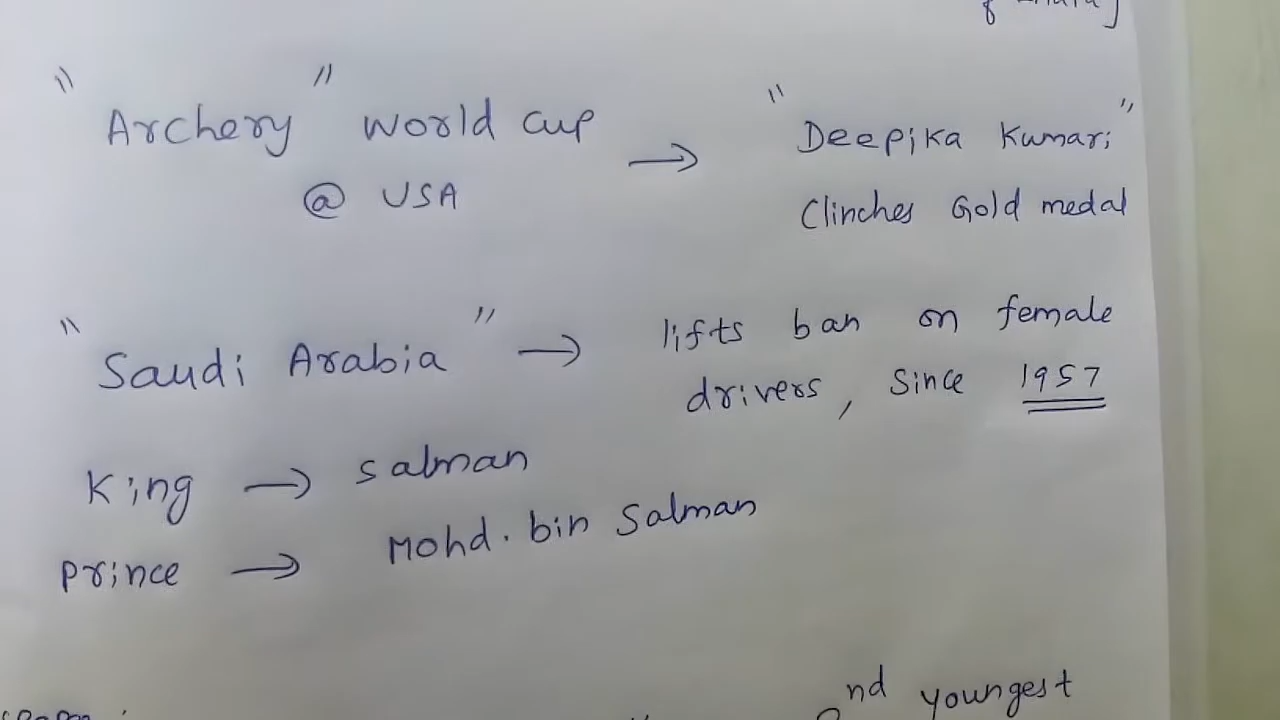 "Archery" World Cup → "Deepika Kumari"
@ USA Clinches Gold medal
"Saudi Arabia" → lifts ban on female
drivers, Since 1957
King → Salman
Prince → Mohd. bin Salman
nd youngest